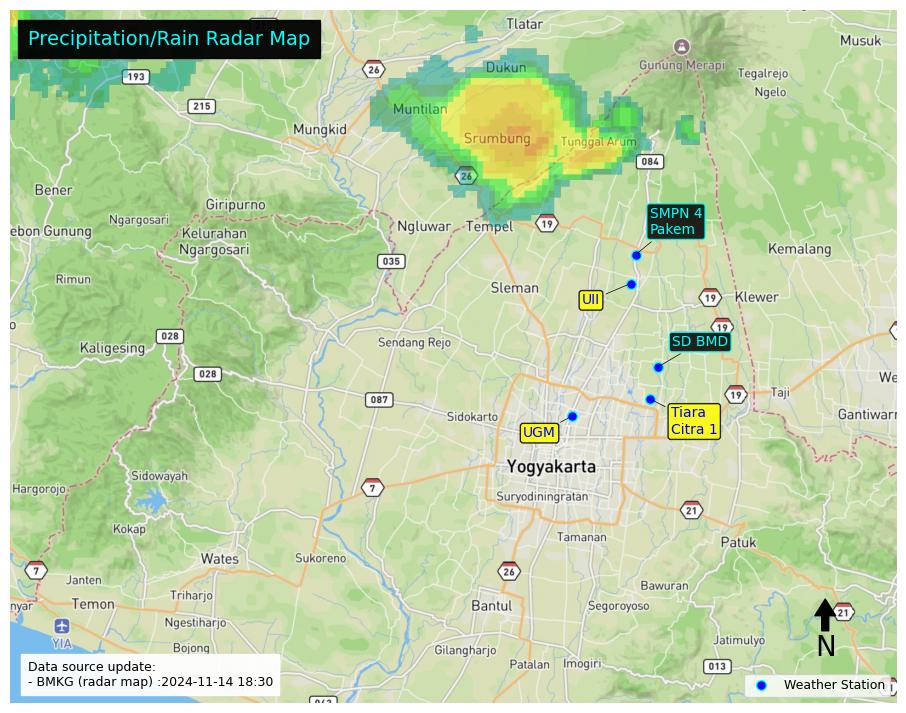 Precipitation/Rain Radar Map
Tlatar
Musuk
26
Dukun
Gunung Merapi
Tegalrejo
193
Ngelo
215
Muntilan
Mungkid
Srumbung
Tunggal Arum
084
26
Bener
Giripurno
Ngargosari
SMPN 4
Pakem
ebon Gunung
Kelurahan
Ngargosari
Ngluwar
Tempel
19
Kemalang
035
Rimun
Sleman
UII
19
Klewer
19
028
Kaligesing
Sendang Rejo
SD BMD
028
We
087
19
Taji
Sidokarto
Tiara
Citra 1
Gantiwarn
UGM
Yogyakarta
Sidowayah
Hargorojo
7
Suryodiningratan
21
Kokap
Tamanan
Patuk
Wates
Sukoreno
7
26
Janten
Bawuran
Triharjo
nyar
Temon
Bantul
Segoroyoso
21
Ngestiharjo
YIA
Jatimulyo
Bojong
Gilangharjo
N
Patalan
Imogiri
013
Data source update:
- BMKG (radar map) :2024-11-14 18:30
Weather Station